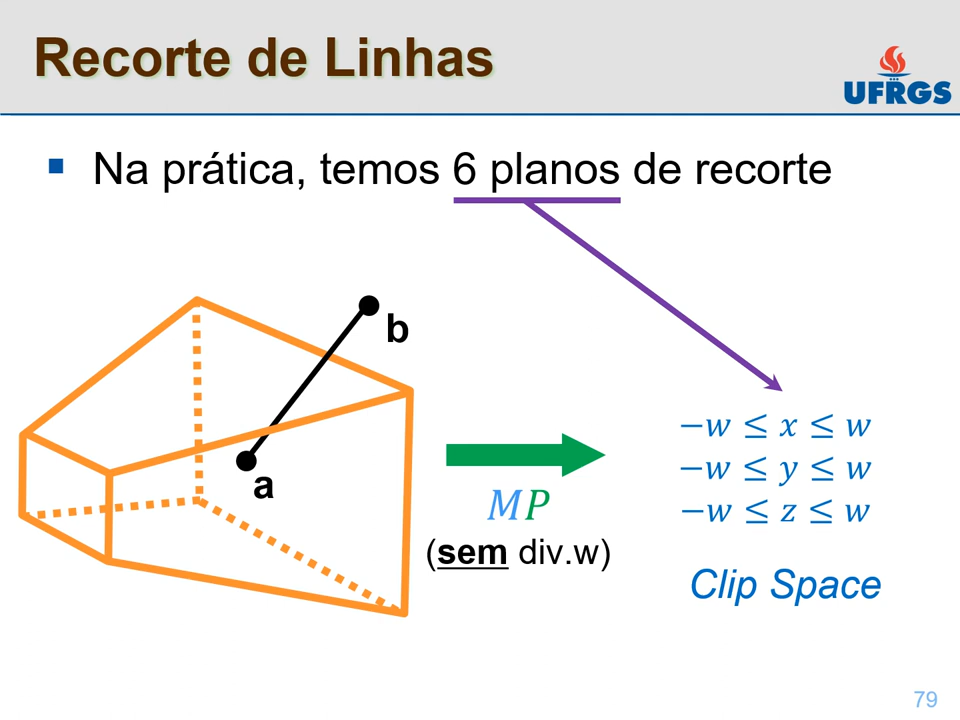 Recorte de Linhas
UFRGS
Na prática, temos 6 planos de recorte
b
a
MP
(sem div.w)
−w ≤ x ≤ w
−w ≤ y ≤ w
−w ≤ z ≤ w
Clip Space
79